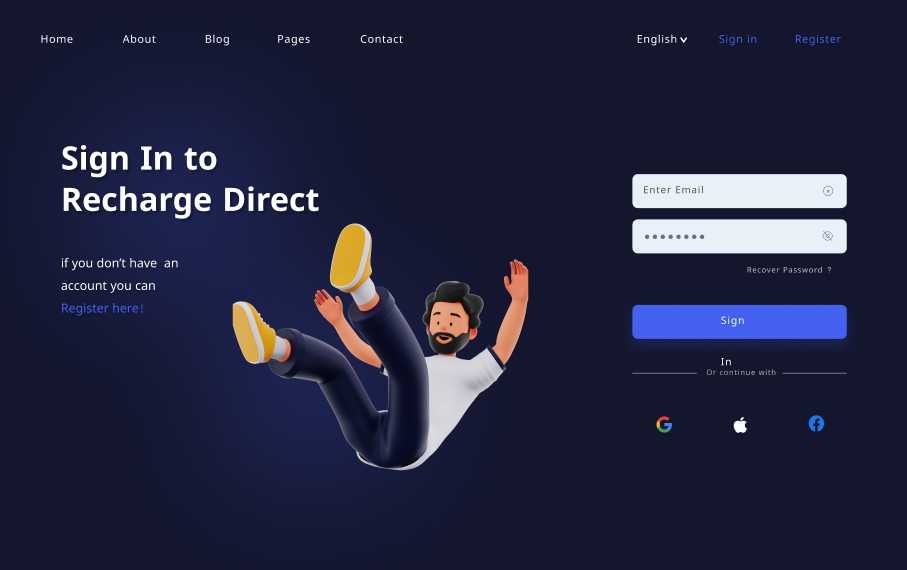 Home
About
Blog
Pages
Contact
English
Sign in
Register
Sign In to
Recharge Direct
if you don't have  an
account you can
Register here!
Enter Email
Recover Password ?
Sign
In
Or continue with